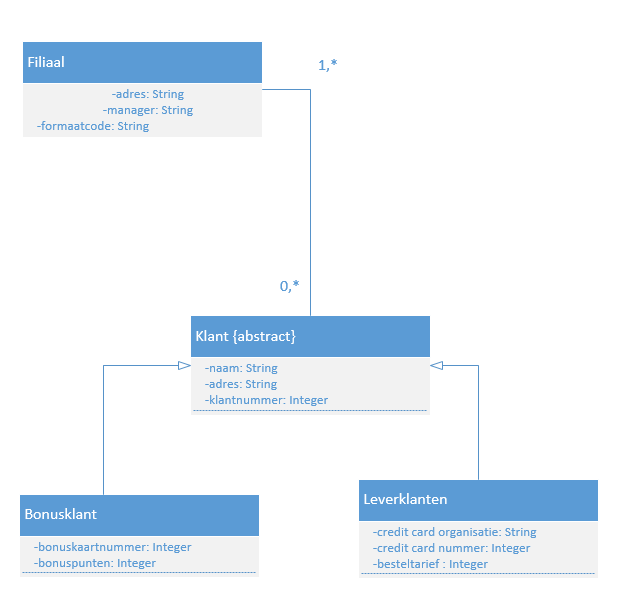 Filiaal
1,*
-adres: String
-manager: String
-formaatcode: String
0,*
Klant {abstract}
-naam: String
-adres: String
-klantnummer: Integer
Bonusklant
-bonuskaartnummer: Integer
-bonuspunten: Integer
Leverklanten
-credit card organisatie: String
-credit card nummer: Integer
-besteltarief : Integer